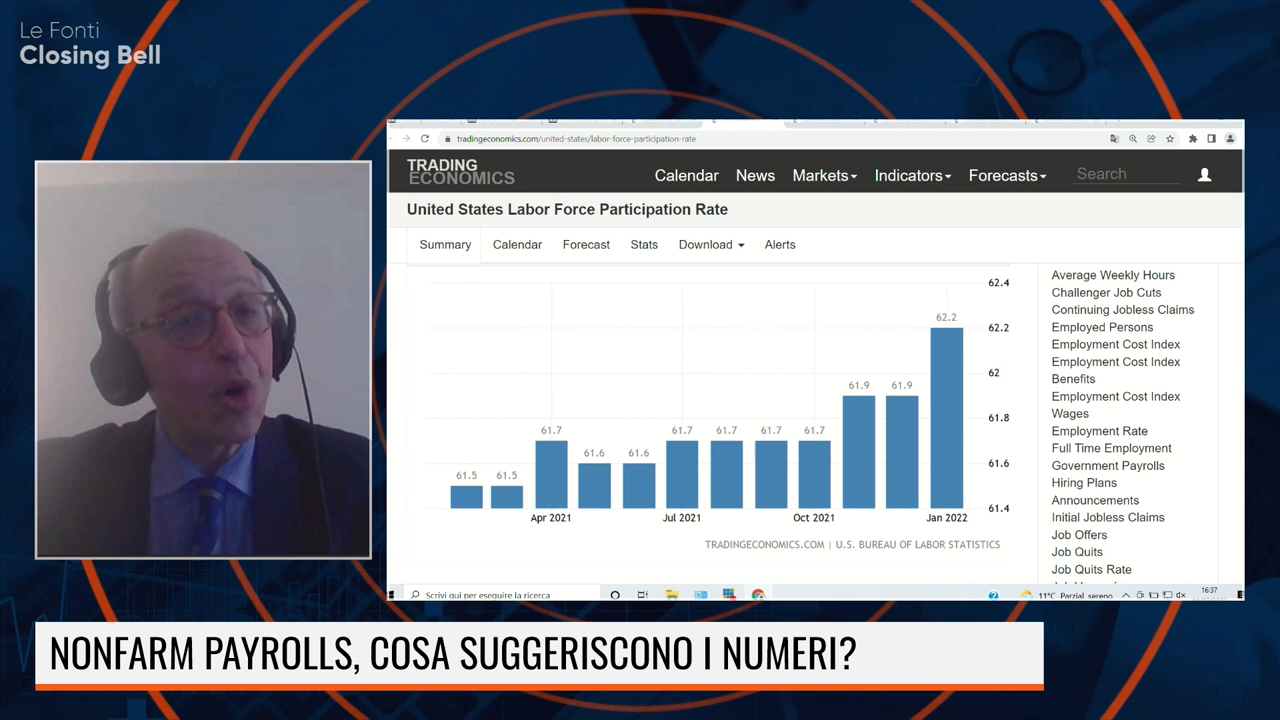 Le Fonti
Closing Bell
tradingeconomics.com/united-states/labor-force-participation-rate
TRADING
ECONOMICS
Calendar News Markets Indicators Forecasts Search
United States Labor Force Participation Rate
Summary Calendar Forecast Stats Download Alerts
62.4
62.2
62
61.8
61.6
61.4
61.5 61.5 61.7 61.6 61.6 61.7 61.7 61.7 61.7 61.9 61.9 62.2
Apr 2021 Jul 2021 Oct 2021 Jan 2022
TRADINGECONOMICS.COM | U.S. BUREAU OF LABOR STATISTICS
Average Weekly Hours
Challenger Job Cuts
Continuing Jobless Claims
Employed Persons
Employment Cost Index
Employment Cost Index
Benefits
Employment Cost Index
Wages
Employment Rate
Full Time Employment
Government Payrolls
Hiring Plans
Announcements
Initial Jobless Claims
Job Offers
Job Quits
Job Quits Rate
Scrivi qui per eseguire la ricerca
11°C Parzial. sereno 16:37
NONFARM PAYROLLS, COSA SUGGERISCONO I NUMERI?